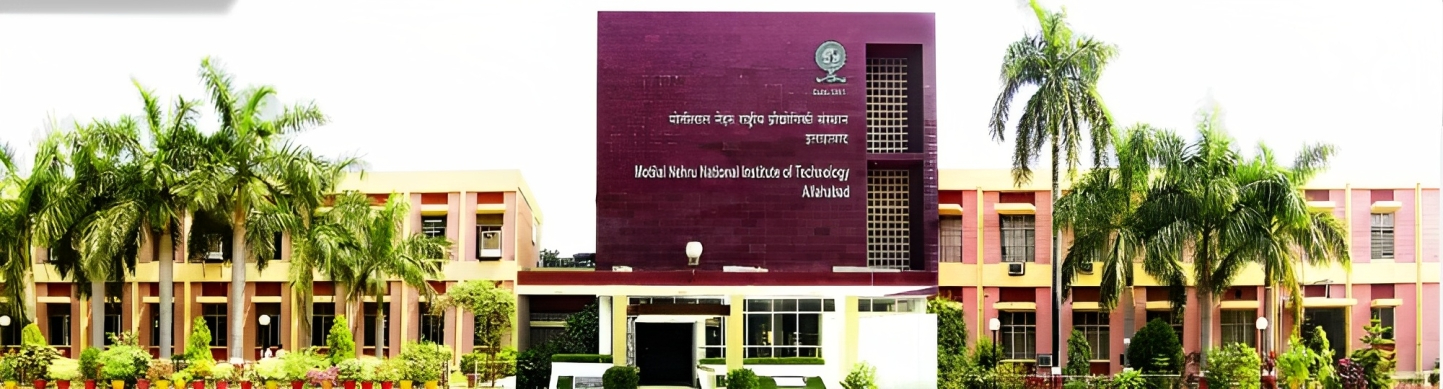 मोतीलाल नेहरू राष्ट्रीय प्रौद्योगिकी संस्थान
इलाहाबाद
Motilal Nehru National Institute of Technology
Allahabad